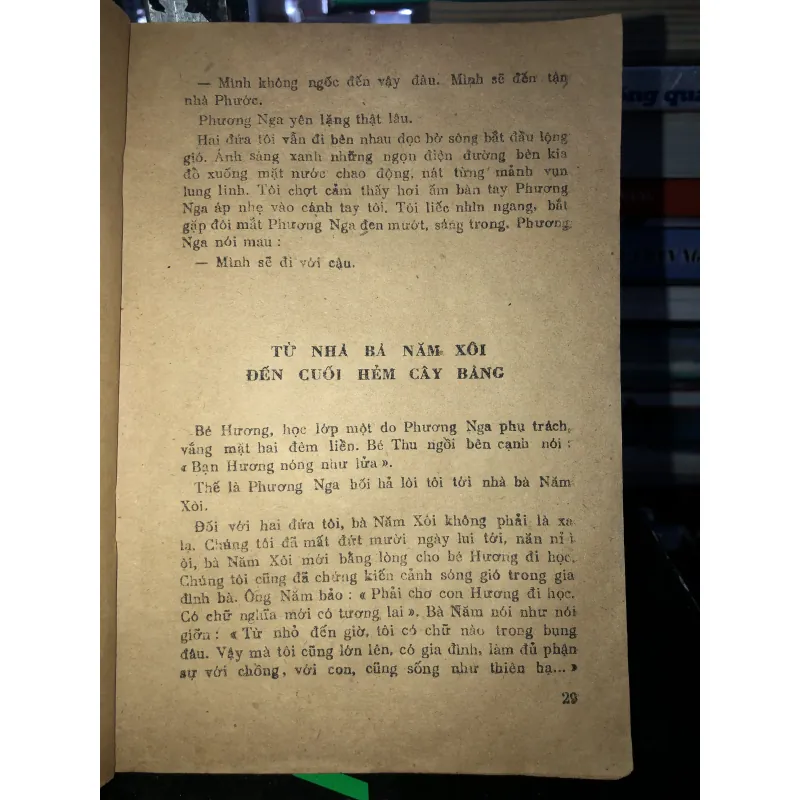 — Mình không ngốc đến vậy đâu. Mình sẽ đến tận
nhà Phước.
Phương Nga yên lặng thật lâu.
Hai đứa tôi vẫn đi bên nhau dọc bờ sông bắt đầu lộng
gió. Ánh sáng xanh những ngọn điện đường bên kia
đổ xuống mặt nước chao động, nát từng mảnh vụn
lung linh. Tôi chợt cảm thấy hơi ấm bàn tay Phương
Nga áp nhẹ vào cánh tay tôi. Tôi liếc nhìn ngang, bắt
gặp đôi mắt Phương Nga đen mướt, sáng trong. Phương
Nga nói mau :
— Mình sẽ đi với cậu.
TỪ NHÀ BÀ NĂM XÔI
ĐẾN CUỐI HẺM CÂY BÀNG
Bé Hương, học lớp một do Phương Nga phụ trách,
vắng mặt hai đêm liền. Bé Thu ngồi bên cạnh nói :
« Bạn Hương nóng như lửa ».
Thế là Phương Nga hối hả lôi tôi tới nhà bà Năm
Xôi.
Đối với hai đứa tôi, bà Năm Xôi không phải là xa
lạ. Chúng tôi đã mất đứt mười ngày lui tới, năn nỉ ỉ
ôi, bà Năm Xôi mới bằng lòng cho bé Hương đi học.
Chúng tôi cũng đã chứng kiến cảnh sóng gió trong gia
đình bà. Ông Năm bảo : « Phải cho con Hương đi học.
Có chữ nghĩa mới có tương lai ». Bà Năm nói như nói
giỡn : « Từ nhỏ đến giờ, tôi có chữ nào trong bụng
đâu. Vậy mà tôi cũng lớn lên, có gia đình, làm đủ phận
sự với chồng, với con, cũng sống như thiên hạ... »
29